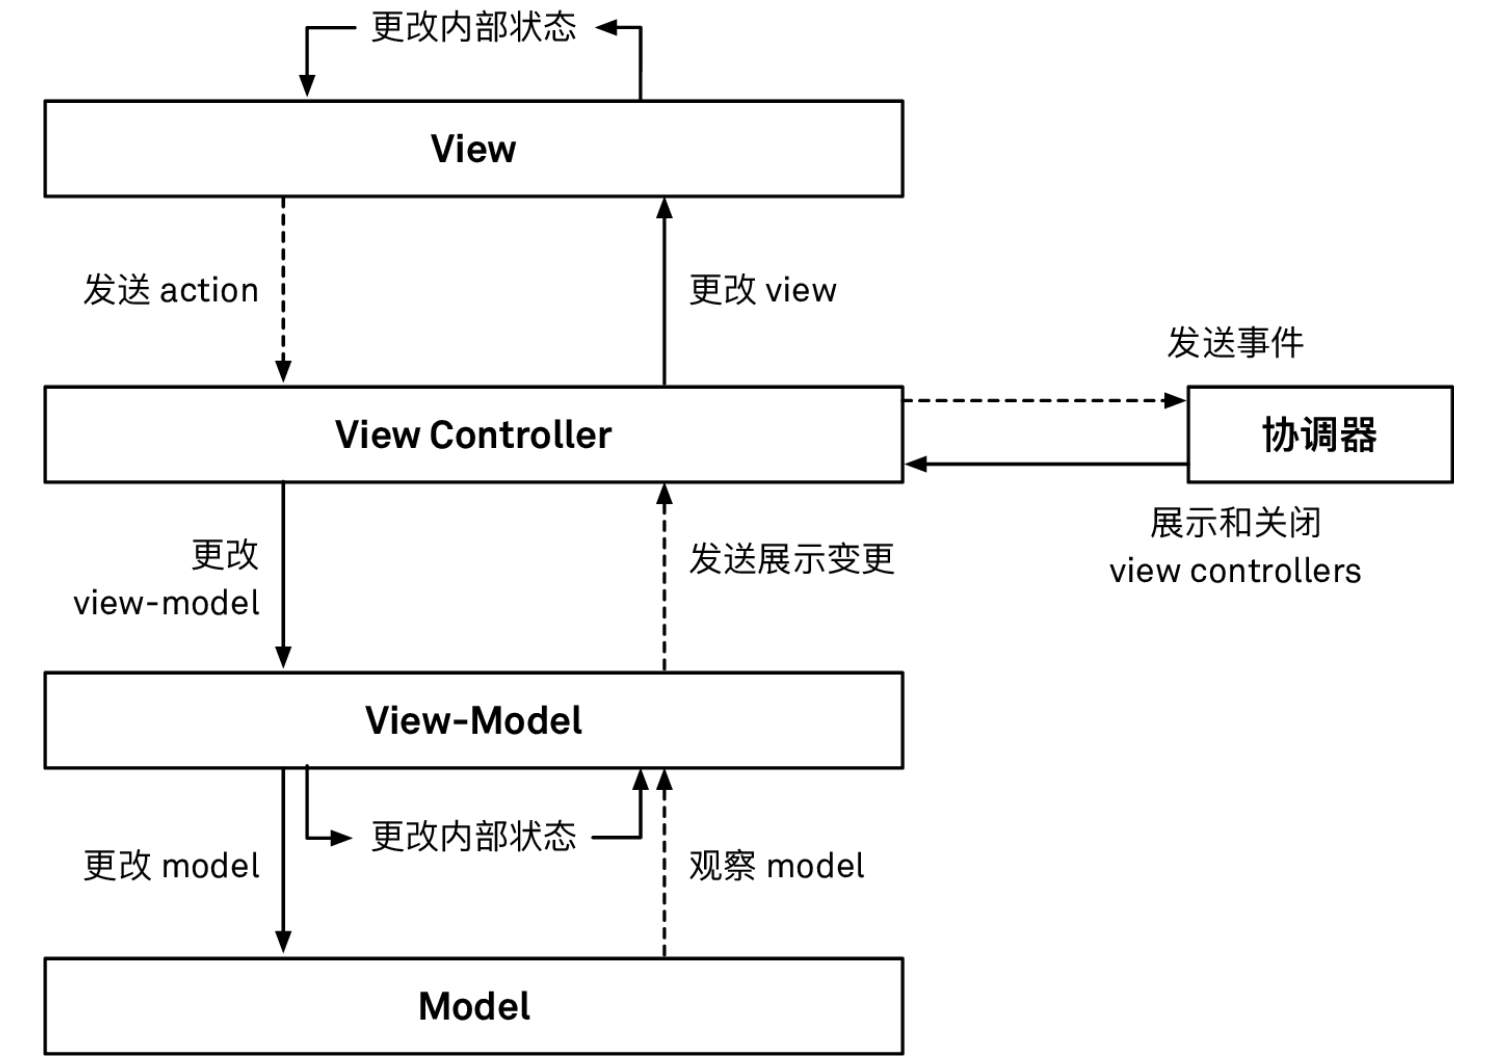 更改内部状态
View
发送 action
更改 view
发送事件
View Controller
协调器
展示和关闭
view controllers
更改
view-model
发送展示变更
View-Model
更改内部状态
更改 model
观察 model
Model